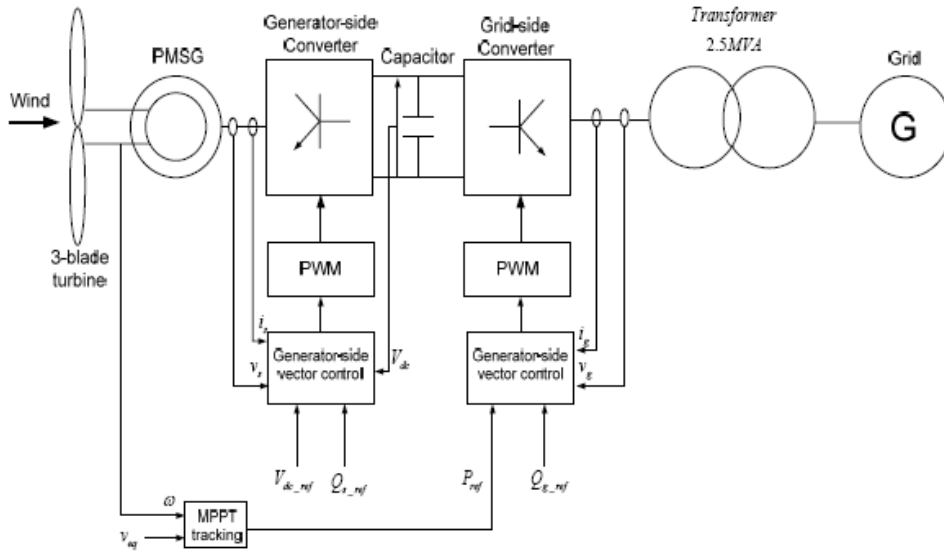 Generator-side
Converter
Grid-side
Converter
Transformer
2.5MVA
PMSG
Capacitor
Grid
Wind
G
3-blade
turbine
PWM
PWM
i_s
v_s
Generator-side
vector control
V_dc
Generator-side
vector control
i_g
v_g
V_dc_ref
Q_s_ref
P_ref
Q_g_ref
ω
v_eq
MPPT
tracking